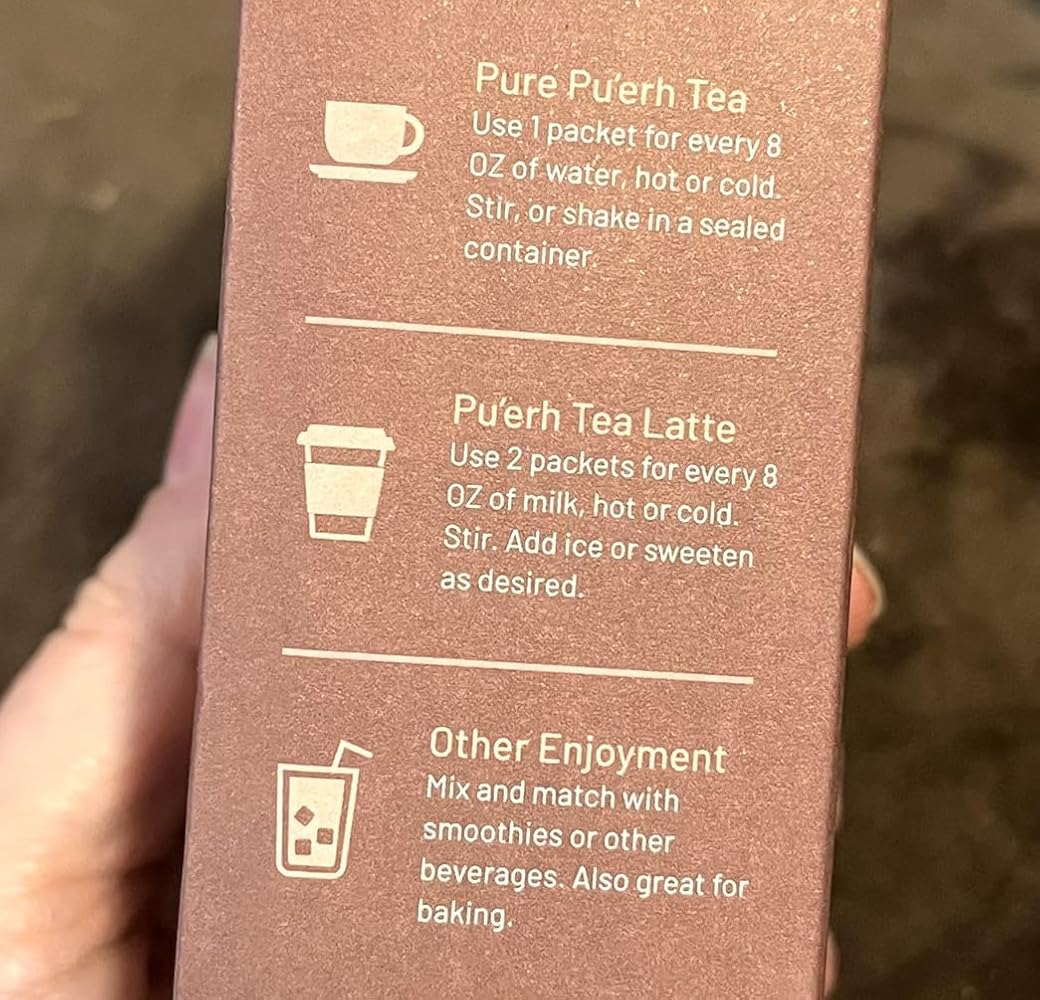 Pure Pu'erh Tea
Use 1 packet for every 8
OZ of water, hot or cold.
Stir, or shake in a sealed
container.
Pu'erh Tea Latte
Use 2 packets for every 8
OZ of milk, hot or cold.
Stir. Add ice or sweeten
as desired.
Other Enjoyment
Mix and match with
smoothies or other
beverages. Also great for
baking.